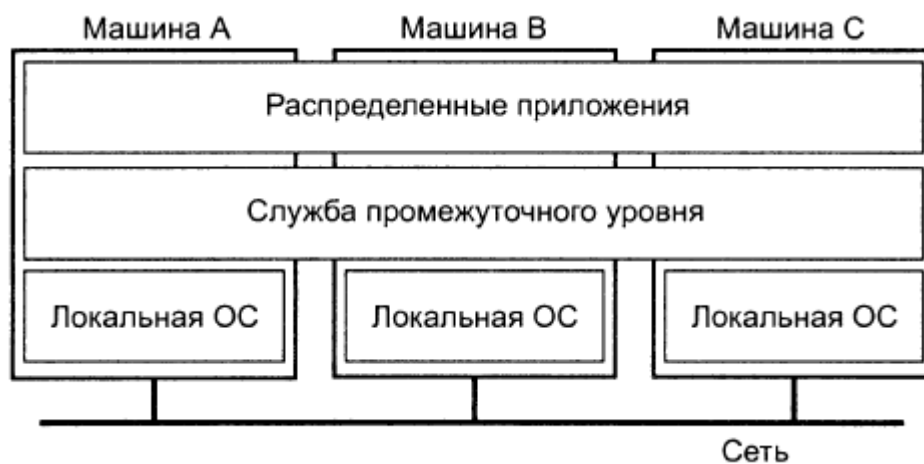 Машина A
Машина B
Машина C
Распределенные приложения
Служба промежуточного уровня
Локальная ОС
Локальная ОС
Локальная ОС
Сеть